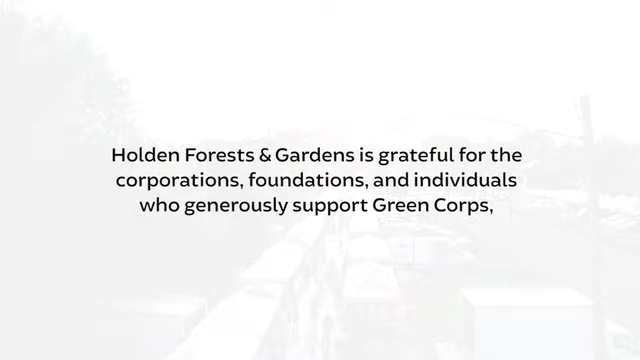 Holden Forests & Gardens is grateful for the
corporations, foundations, and individuals
who generously support Green Corps,